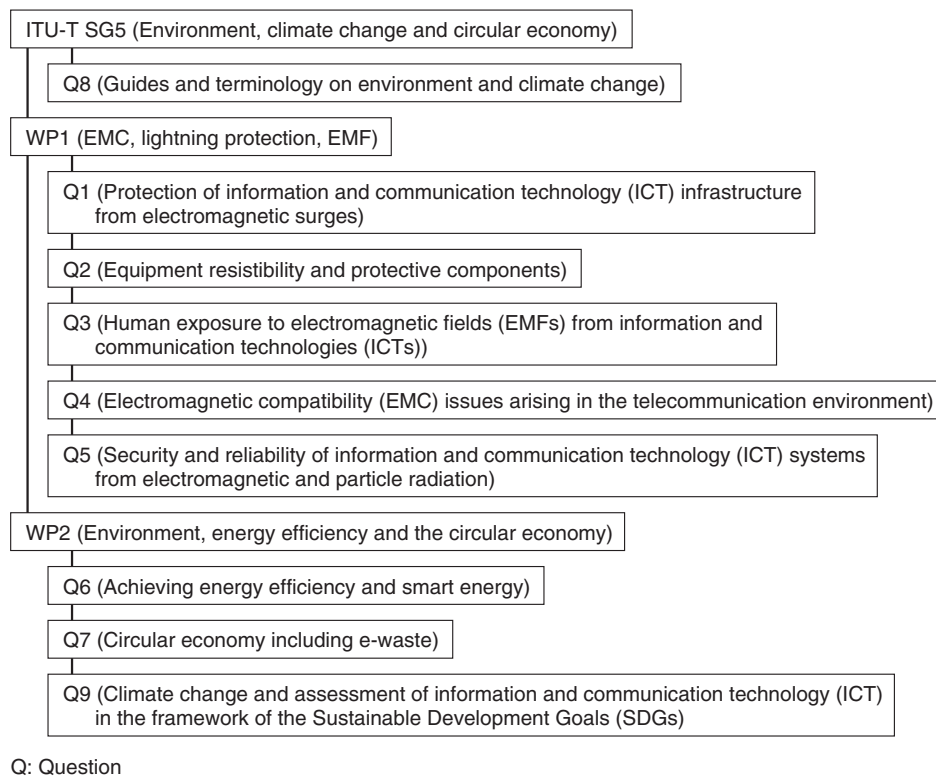 ITU-T SG5 (Environment, climate change and circular economy)
Q8 (Guides and terminology on environment and climate change)
WP1 (EMC, lightning protection, EMF)
Q1 (Protection of information and communication technology (ICT) infrastructure
from electromagnetic surges)
Q2 (Equipment resistibility and protective components)
Q3 (Human exposure to electromagnetic fields (EMFs) from information and
communication technologies (ICTs))
Q4 (Electromagnetic compatibility (EMC) issues arising in the telecommunication environment)
Q5 (Security and reliability of information and communication technology (ICT) systems
from electromagnetic and particle radiation)
WP2 (Environment, energy efficiency and the circular economy)
Q6 (Achieving energy efficiency and smart energy)
Q7 (Circular economy including e-waste)
Q9 (Climate change and assessment of information and communication technology (ICT)
in the framework of the Sustainable Development Goals (SDGs)
Q: Question